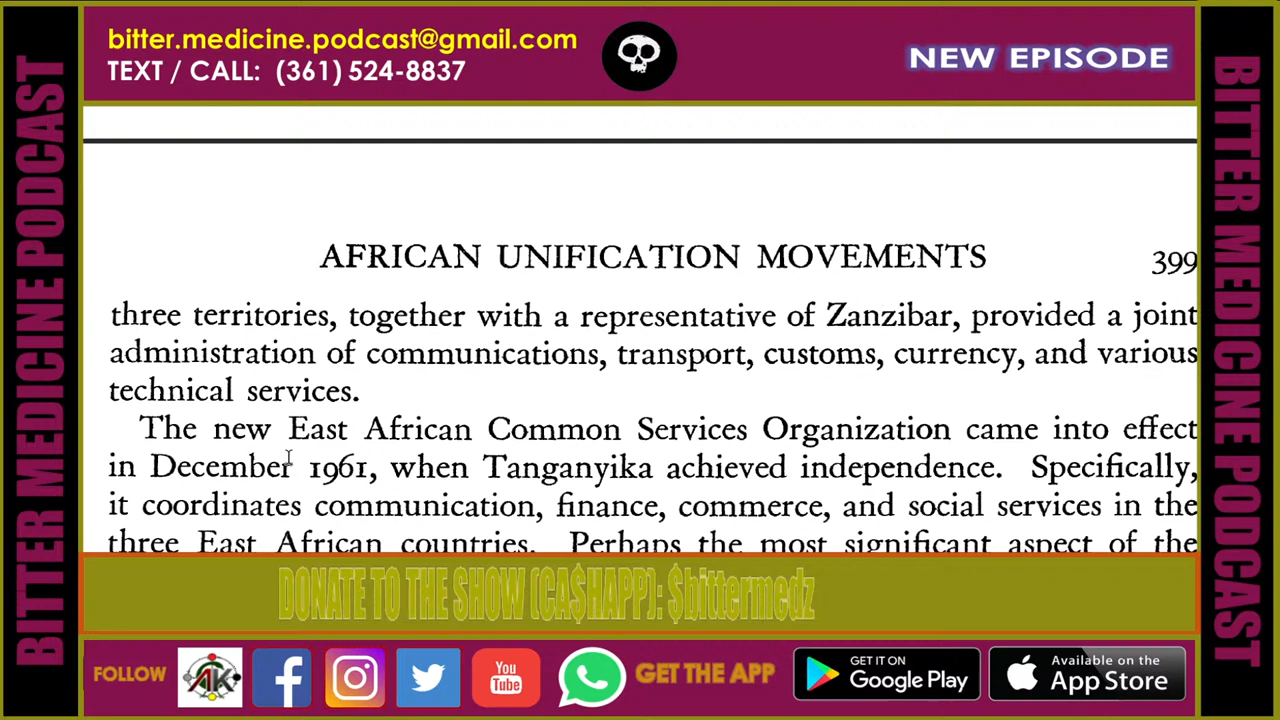 bitter.medicine.podcast@gmail.com
TEXT / CALL: (361) 524-8837
NEW EPISODE
BITTER MEDICINE PODCAST
BITTER MEDICINE PODCAST
AFRICAN UNIFICATION MOVEMENTS 399
three territories, together with a representative of Zanzibar, provided a joint
administration of communications, transport, customs, currency, and various
technical services.
The new East African Common Services Organization came into effect
in December 1961, when Tanganyika achieved independence. Specifically,
it coordinates communication, finance, commerce, and social services in the
three East African countries. Perhaps the most significant aspect of the
DONATE TO THE SHOW (CA$HAPP): $bittermedz
FOLLOW
ATK
You
Tube
GET THE APP
GET IT ON
Google Play
Available on the
App Store